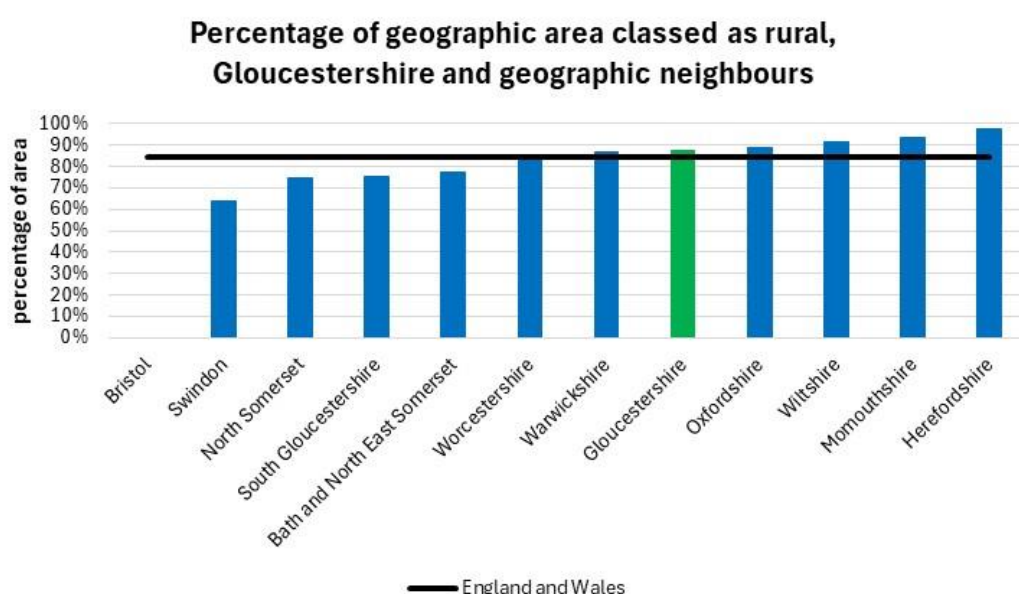 Percentage of geographic area classed as rural,
Gloucestershire and geographic neighbours
percentage of area
100%
90%
80%
70%
60%
50%
40%
30%
20%
10%
0%
Bristol
Swindon
North Somerset
South Gloucestershire
Bath and North East Somerset
Worcestershire
Warwickshire
Gloucestershire
Oxfordshire
Wiltshire
Momouthshire
Herefordshire
England and Wales